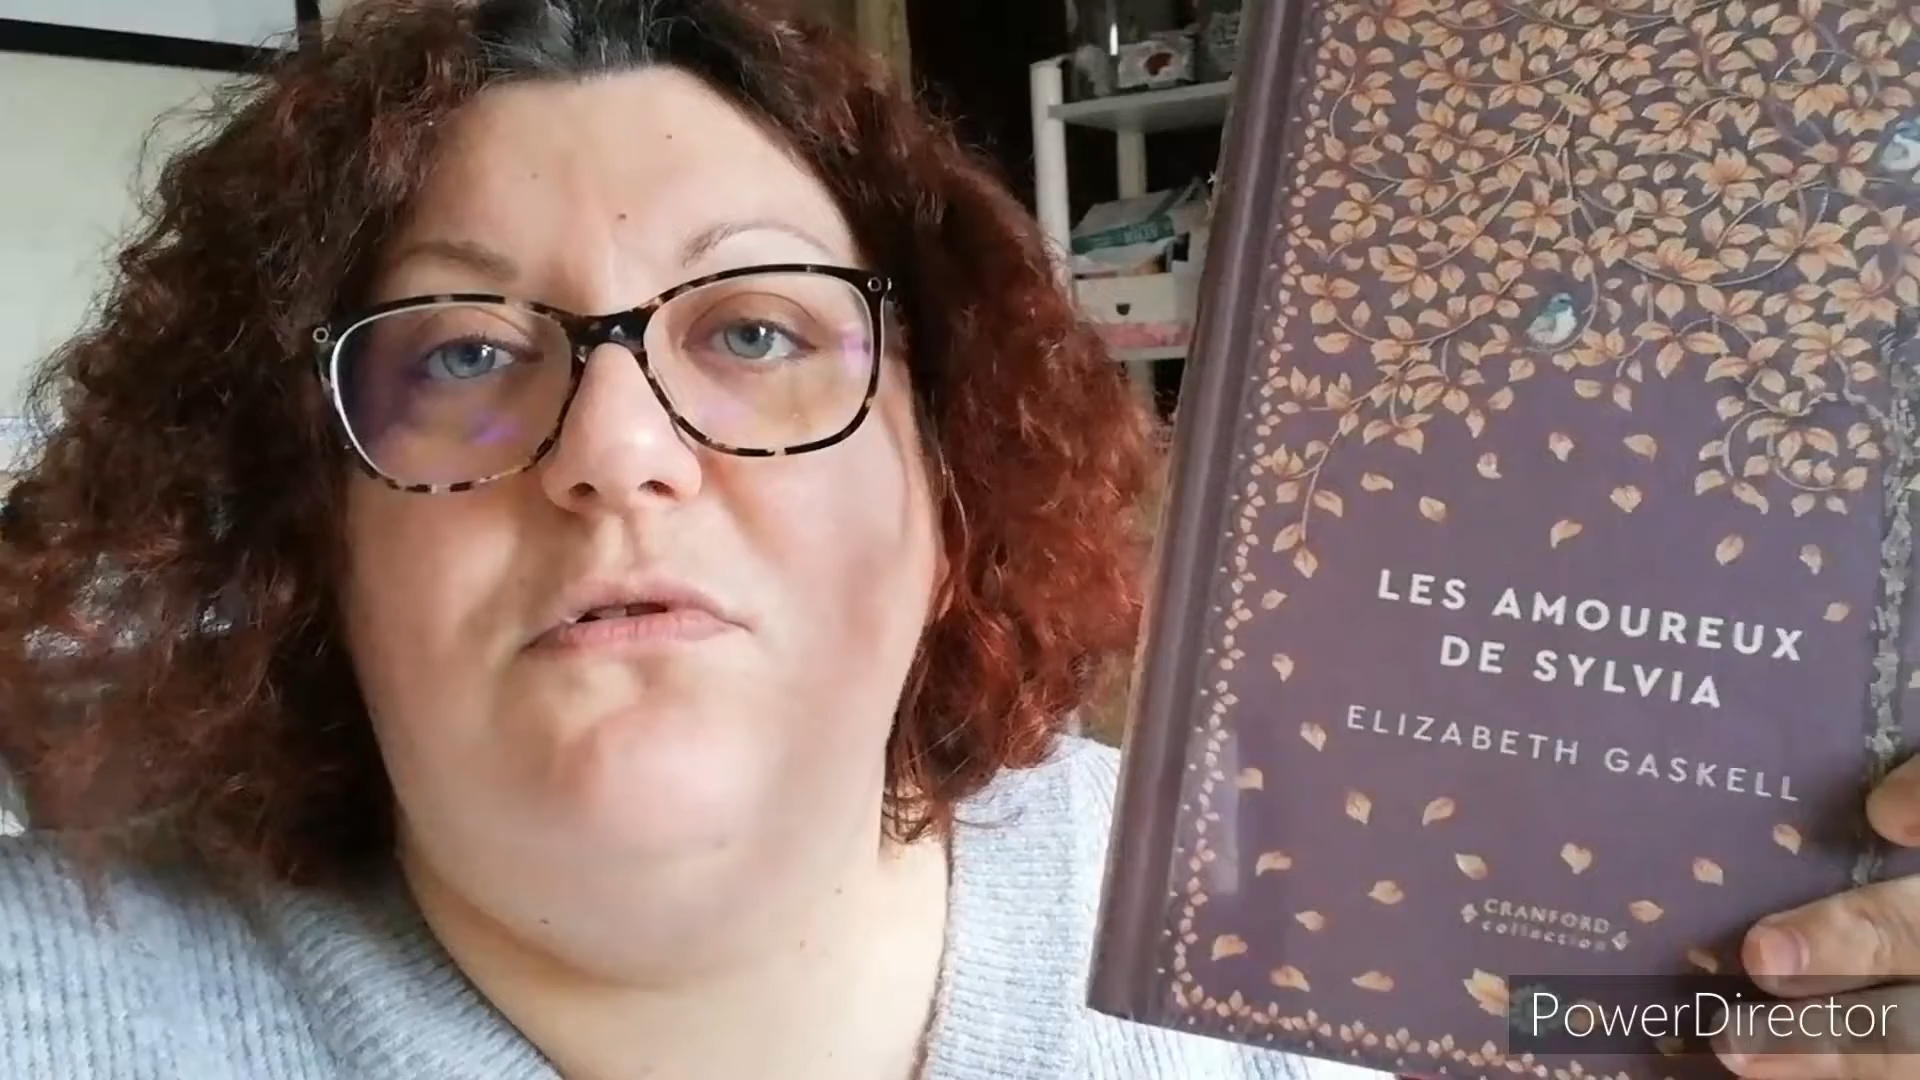 LES AMOUREUX
DE SYLVIA
ELIZABETH GASKELL
CRANFORD
collection
PowerDirector